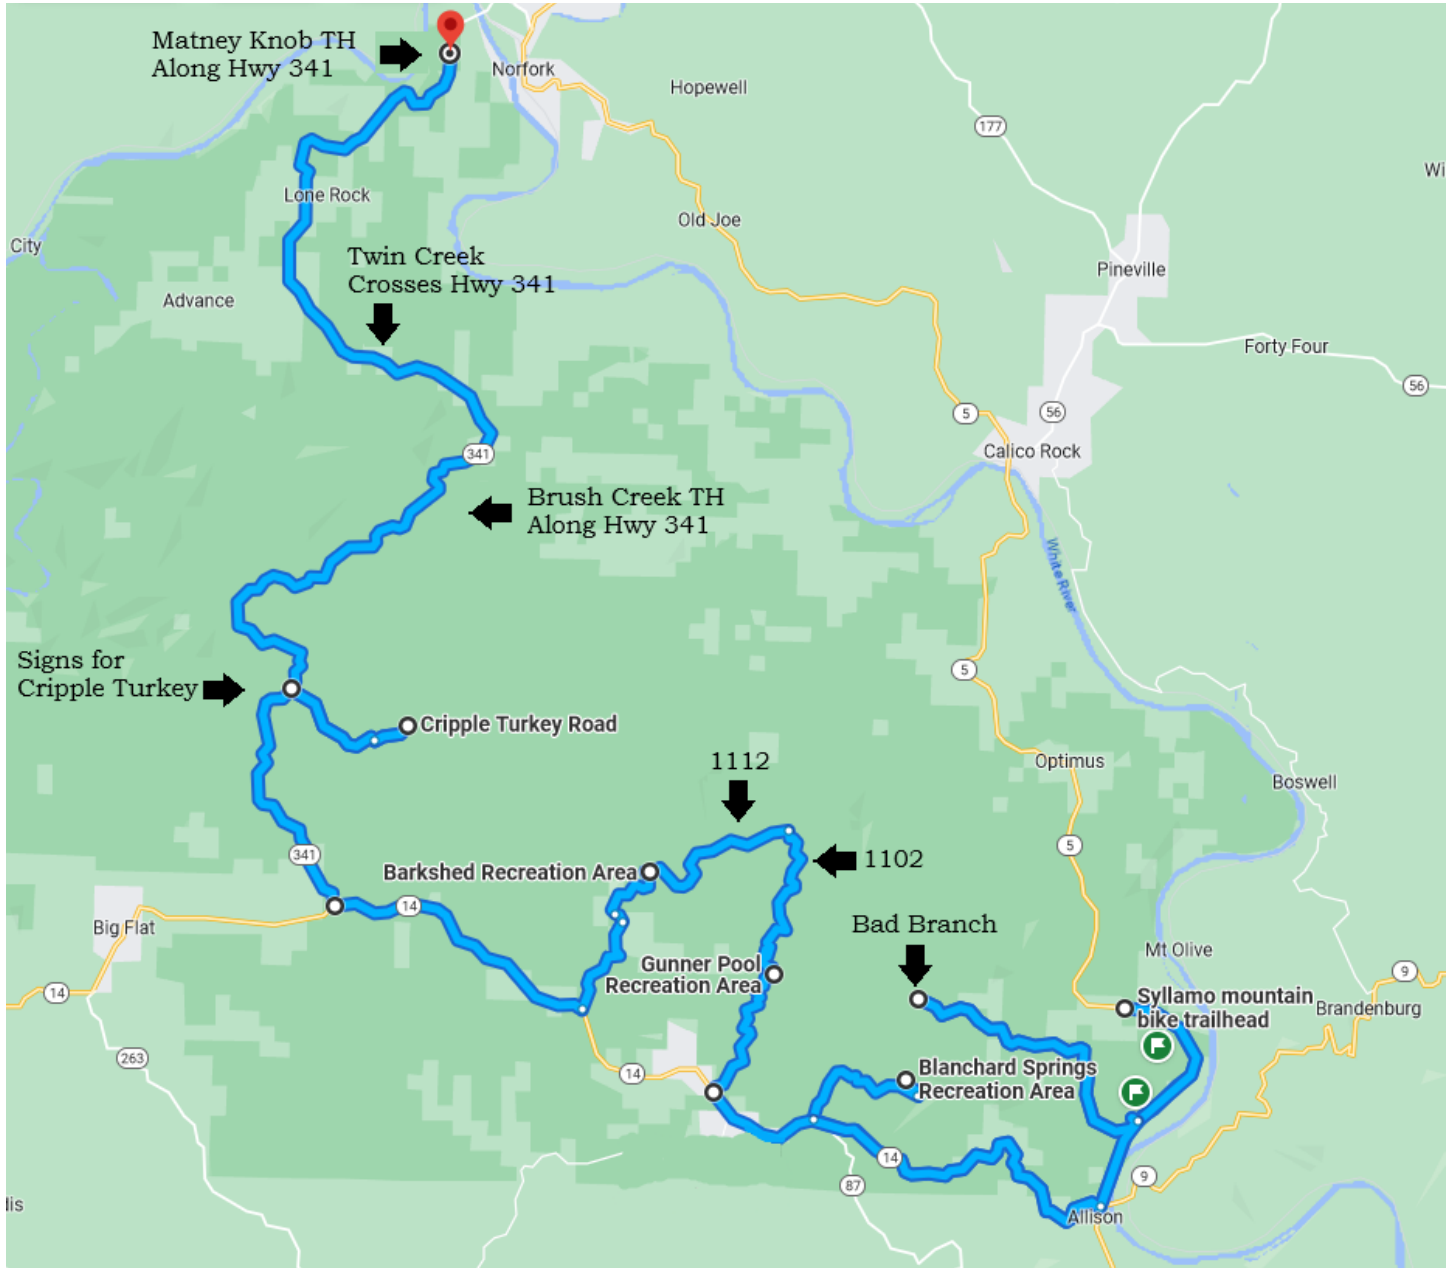 Matney Knob TH
Along Hwy 341
Norfork
Hopewell
177
Wi
Lone Rock
Old Joe
City
Twin Creek
Crosses Hwy 341
Pineville
Advance
Forty Four
56
5
56
Calico Rock
341
Brush Creek TH
Along Hwy 341
White River
Signs for
Cripple Turkey
5
Cripple Turkey Road
1112
Optimus
Boswell
341
5
1102
Barkshed Recreation Area
14
Big Flat
Bad Branch
Mt Olive
Gunner Pool
Recreation Area
9
14
Syllamo mountain
bike trailhead
Brandenburg
263
14
Blanchard Springs
Recreation Area
14
9
87
lis
Allison